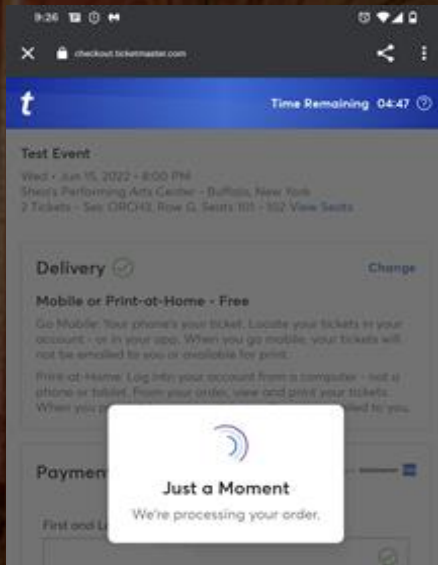 9:26
checkout.ticketmaster.com
t
Time Remaining 04:47
Test Event
Wed • Jun 15, 2022 • 8:00 PM
Shea's Performing Arts Center - Buffalo, New York
2 Tickets - Sec ORCH3, Row G, Seats 101 - 102 View Seats
Delivery
Change
Mobile or Print-at-Home - Free
Go Mobile: Your phone's your ticket. Locate your tickets in your
account - or in your app. When you go mobile, your tickets will
not be emailed to you or available for print.
Print-at-Home: Log into your account from a computer - not a
phone or tablet. From your order, view and print your tickets.
When you
to you.
Paymen
Just a Moment
We're processing your order.
First and L